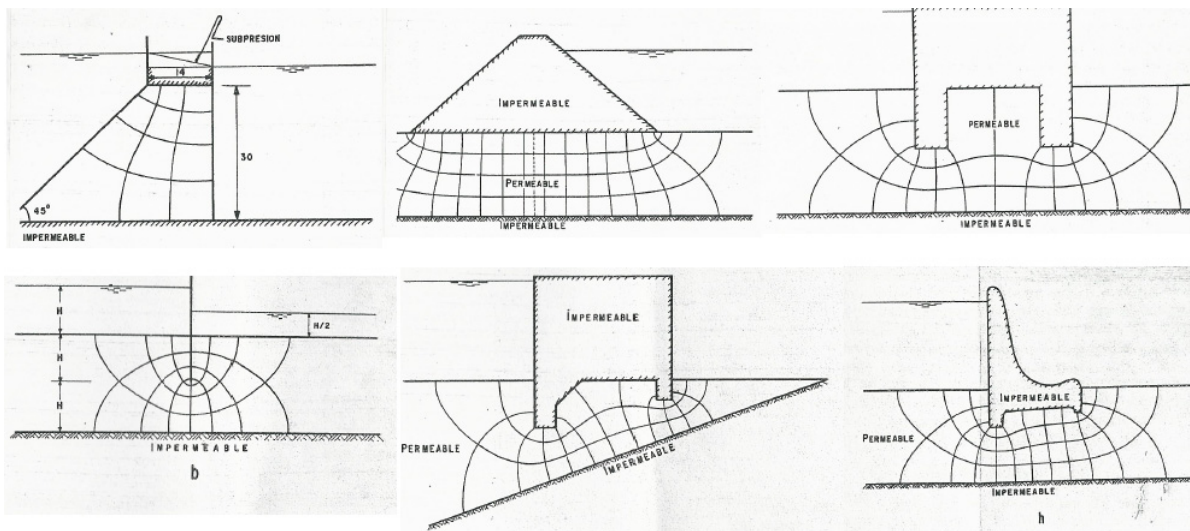 SUBPRESION
14
30
45°
IMPERMEABLE
IMPERMEABLE
PERMEABLE
IMPERMEABLE
PERMEABLE
IMPERMEABLE
H
H/2
H
H
IMPERMEABLE
b
IMPERMEABLE
PERMEABLE
IMPERMEABLE
IMPERMEABLE
PERMEABLE
IMPERMEABLE
h